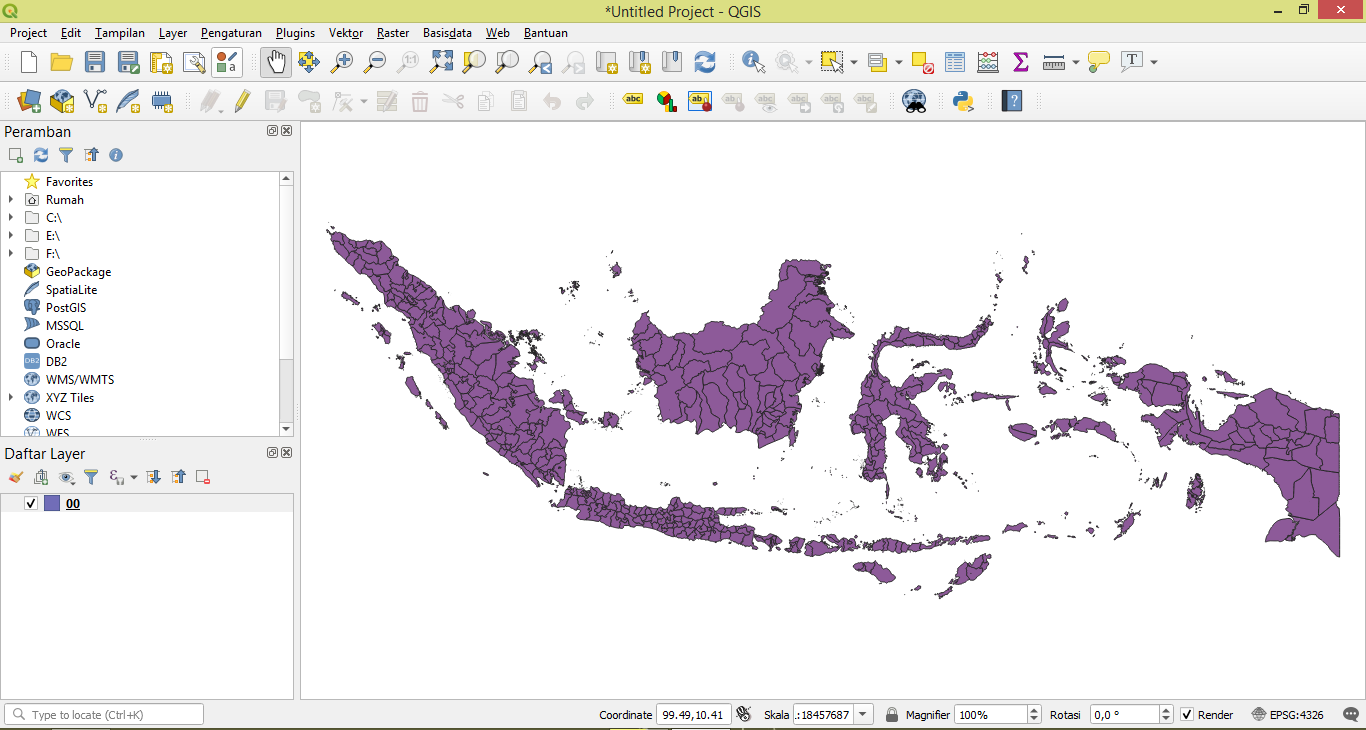 *Untitled Project - QGIS
Project Edit Tampilan Layer Pengaturan Plugins Vektor Raster Basisdata Web Bantuan
Peramban
Favorites
Rumah
C:\
E:\
F:\
GeoPackage
SpatiaLite
PostGIS
MSSQL
Oracle
DB2
WMS/WMTS
XYZ Tiles
WCS
WFS
Daftar Layer
00
Type to locate (Ctrl+K) Coordinate 99.49,10.41 Skala .:18457687 Magnifier 100% Rotasi 0,0 ° Render EPSG:4326